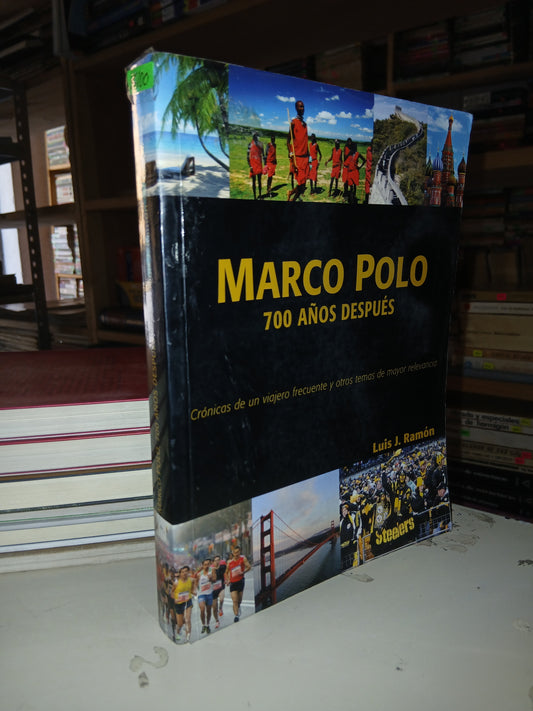 MARCO POLO
700 AÑOS DESPUÉS
Crónicas de un viajero frecuente y otros temas de mayor relevancia
Luis J. Ramón
Steelers